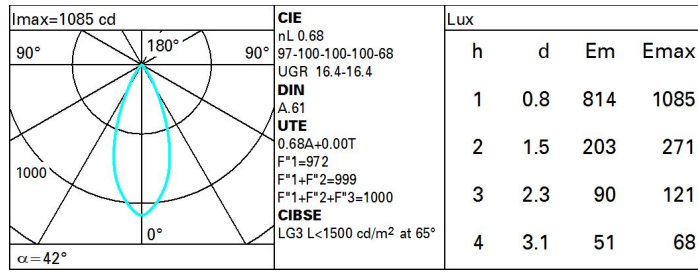 Imax=1085 cd
90°
180°
90°
1000
0°
α=42°
CIE
nL 0.68
97-100-100-100-68
UGR 16.4-16.4
DIN
A.61
UTE
0.68A+0.00T
F"1=972
F"1+F"2=999
F"1+F"2+F"3=1000
CIBSE
LG3 L<1500 cd/m² at 65°
Lux
h d Em Emax
1 0.8 814 1085
2 1.5 203 271
3 2.3 90 121
4 3.1 51 68